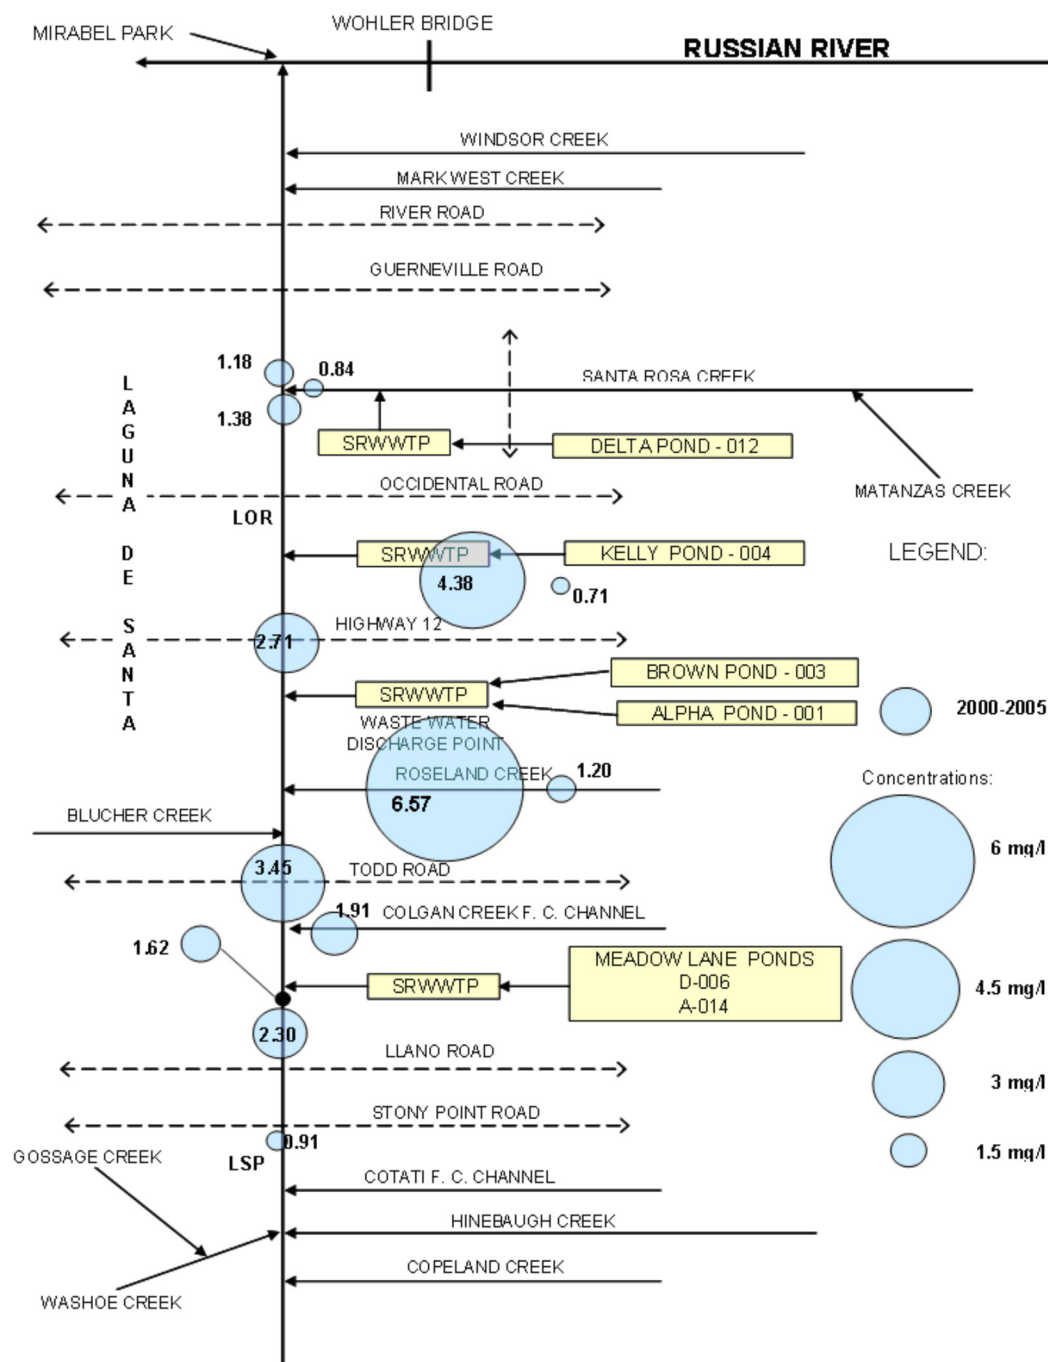 WOHLER BRIDGE
MIRABEL PARK
RUSSIAN RIVER
WINDSOR CREEK
MARK WEST CREEK
RIVER ROAD
GUERNEVILLE ROAD
1.18
0.84
SANTA ROSA CREEK
1.38
SRWWTP
DELTA POND - 012
OCCIDENTAL ROAD
MATANZAS CREEK
LOR
LAGUNA DE SANTA
SRWWTP
KELLY POND - 004
LEGEND:
4.38
0.71
HIGHWAY 12
2.71
BROWN POND - 003
SRWWTP
ALPHA POND - 001
2000-2005
WASTE WATER
DISCHARGE POINT
ROSELAND CREEK
1.20
Concentrations:
6.57
BLUCHER CREEK
6 mg/l
3.45
TODD ROAD
1.91
COLGAN CREEK F. C. CHANNEL
1.62
MEADOW LANE PONDS
D-006
A-014
SRWWTP
4.5 mg/l
2.30
LLANO ROAD
3 mg/l
STONY POINT ROAD
0.91
1.5 mg/l
GOSSAGE CREEK
LSP
COTATI F. C. CHANNEL
HINEBAUGH CREEK
COPELAND CREEK
WASHOE CREEK